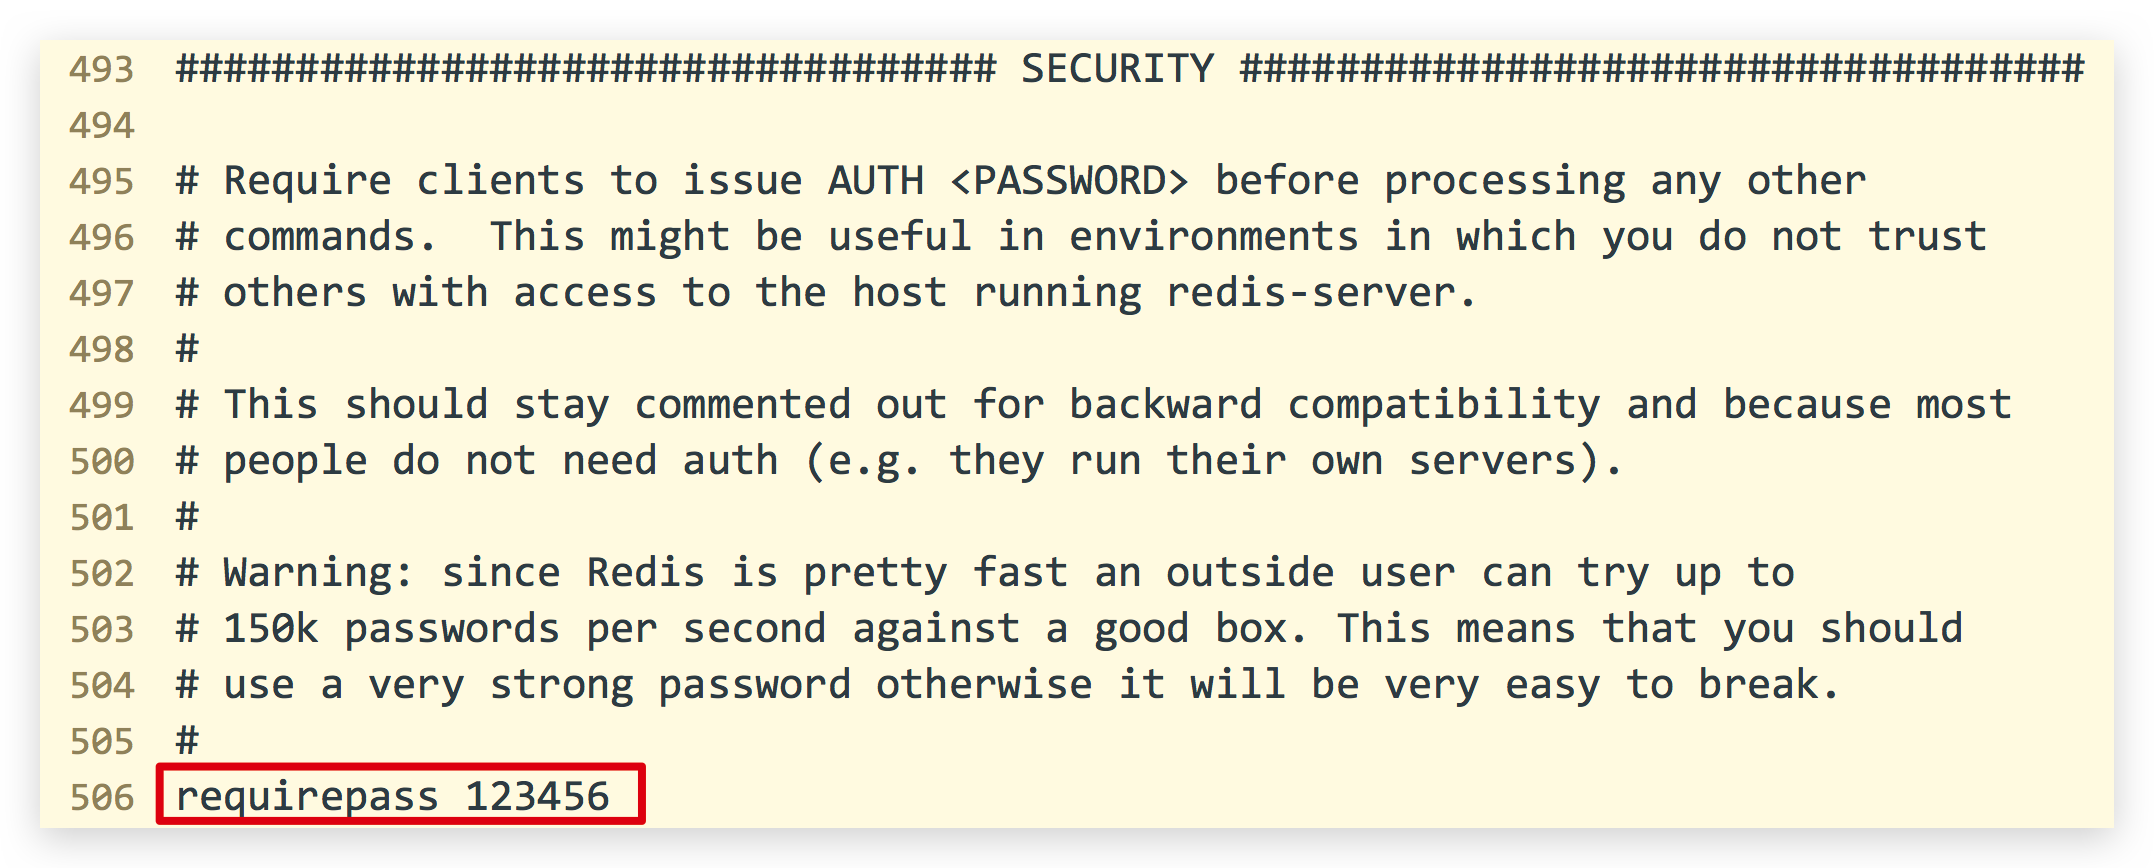 493 ################################## SECURITY ###################################
494
495 # Require clients to issue AUTH <PASSWORD> before processing any other
496 # commands.  This might be useful in environments in which you do not trust
497 # others with access to the host running redis-server.
498 #
499 # This should stay commented out for backward compatibility and because most
500 # people do not need auth (e.g. they run their own servers).
501 #
502 # Warning: since Redis is pretty fast an outside user can try up to
503 # 150k passwords per second against a good box. This means that you should
504 # use a very strong password otherwise it will be very easy to break.
505 #
506 requirepass 123456